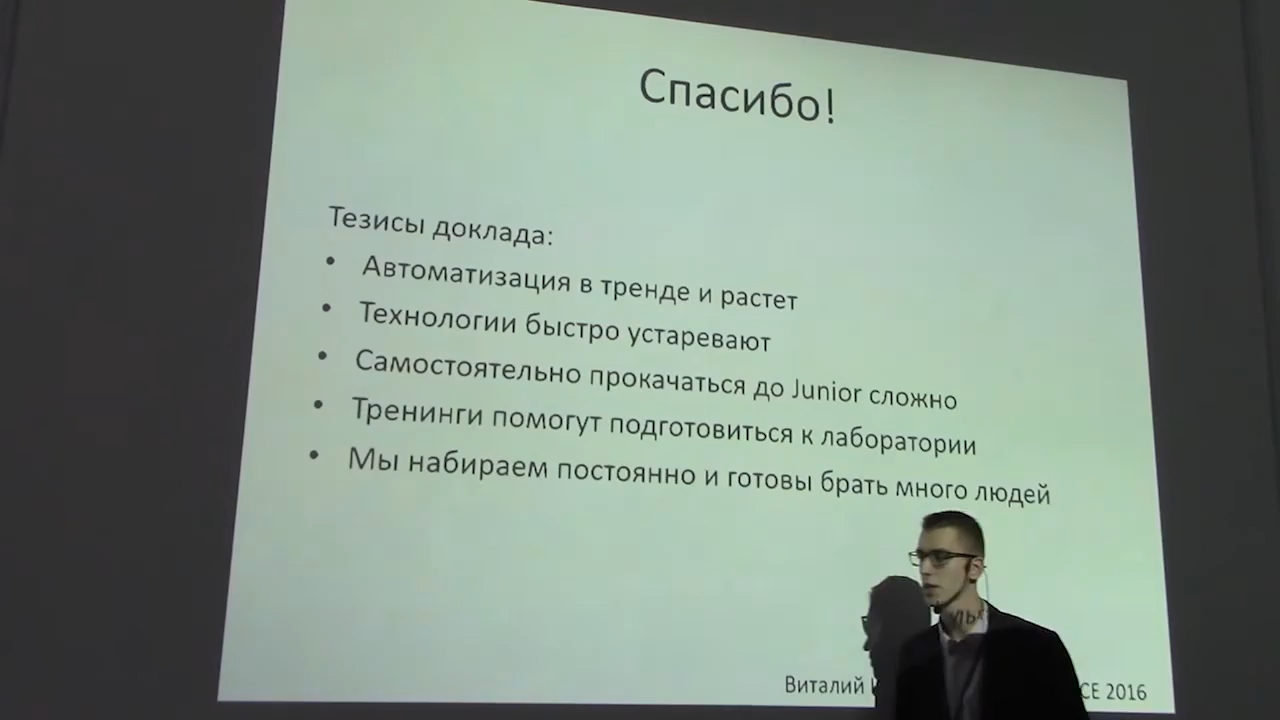 Спасибо!
Тезисы доклада:
• Автоматизация в тренде и растет
• Технологии быстро устаревают
• Самостоятельно прокачаться до Junior сложно
• Тренинги помогут подготовиться к лаборатории
• Мы набираем постоянно и готовы брать много людей
Виталий CE 2016